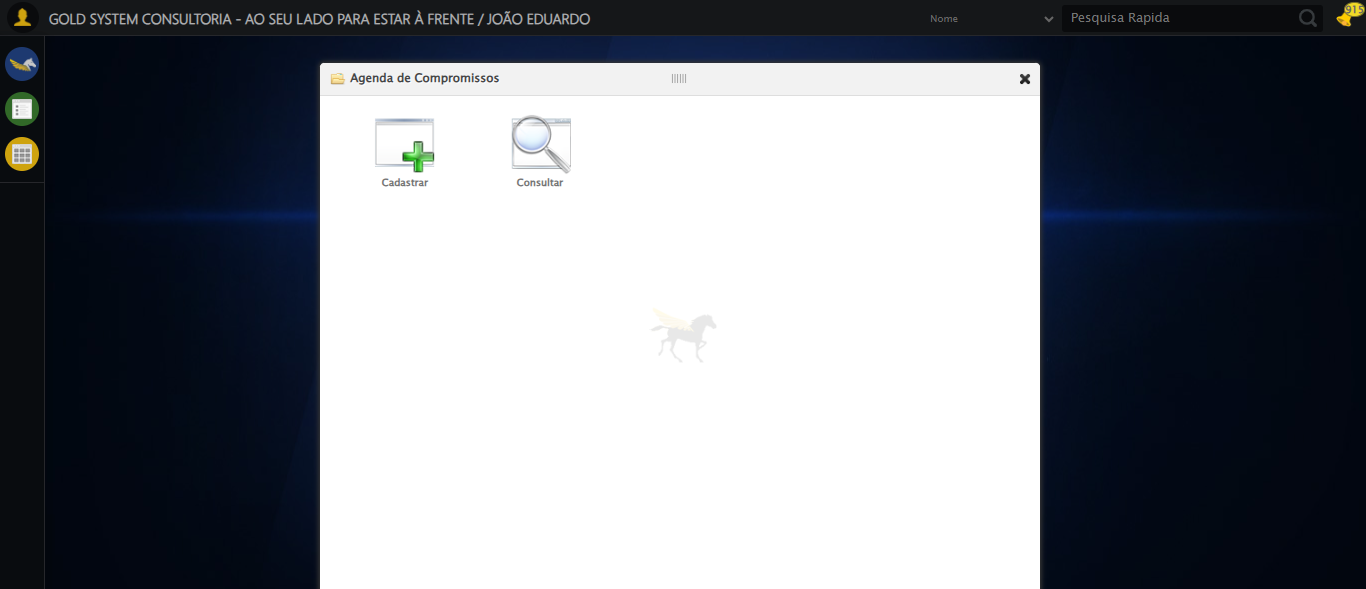 GOLD SYSTEM CONSULTORIA - AO SEU LADO PARA ESTAR À FRENTE / JOÃO EDUARDO
Nome
Pesquisa Rapida
915
Agenda de Compromissos
Cadastrar
Consultar